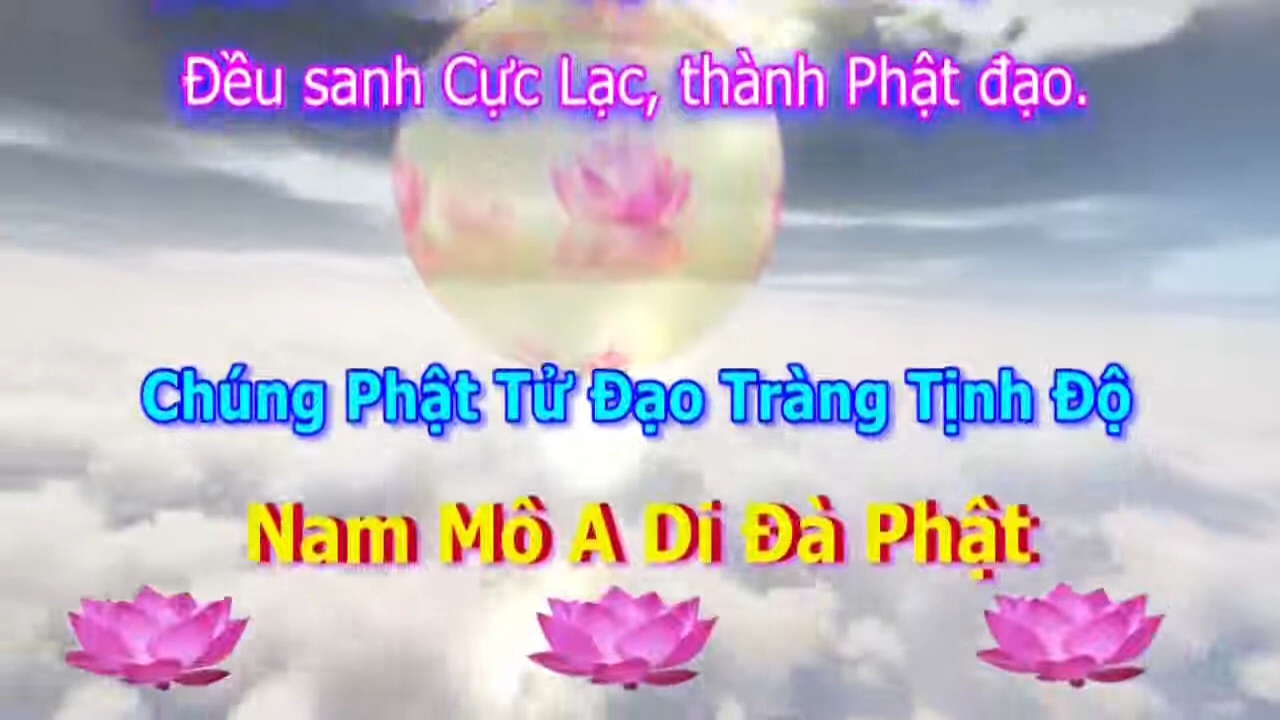 Đều sanh Cực Lạc, thành Phật đạo.
Chúng Phật Tử Đạo Tràng Tịnh Độ
Nam Mô A Di Đà Phật